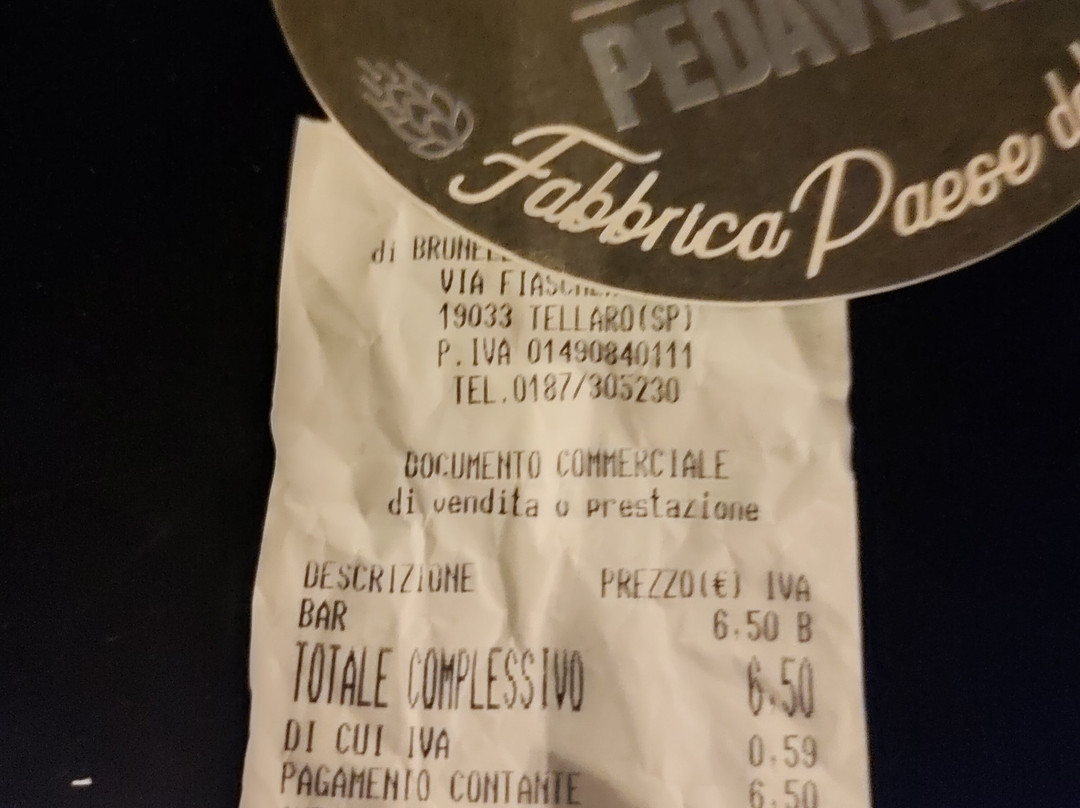 PEDAVE
Fabbrica Paese
di
VIA
19033 TELLARO(SP)
P.IVA 01490840111
TEL.0187/305230
DOCUMENTO COMMERCIALE
di vendita o prestazione
DESCRIZIONE PREZZO(€) IVA
BAR 6.50 B
TOTALE COMPLESSIVO 6.50
DI CUI IVA 0.59
PAGAMENTO CONTANTE 6.50